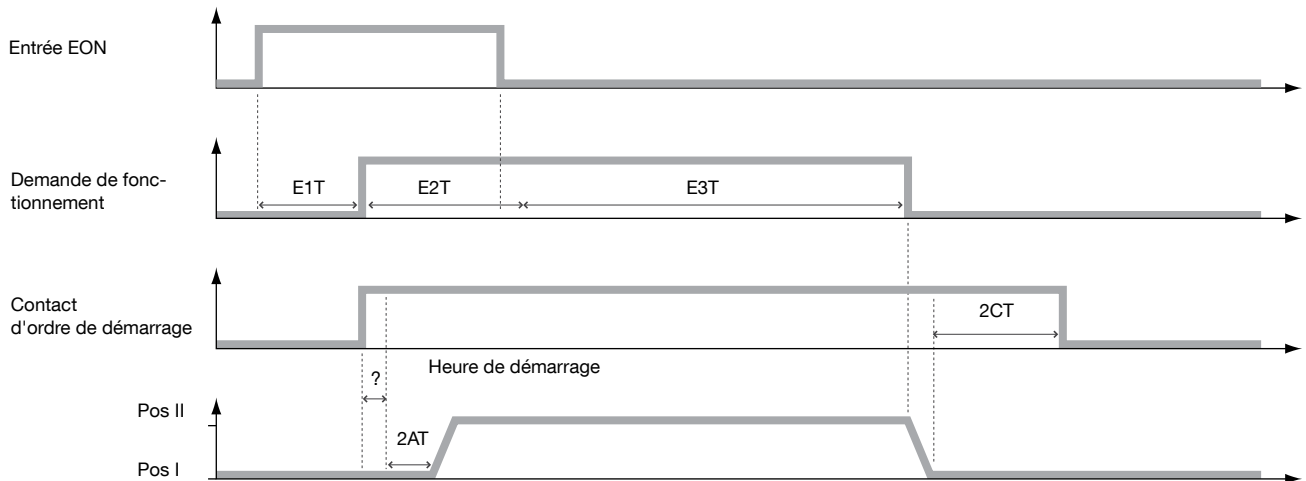 Entrée EON
Demande de fonc-
tionnement
E1T
E2T
E3T
Contact
d'ordre de démarrage
2CT
Heure de démarrage
?
Pos II
2AT
Pos I